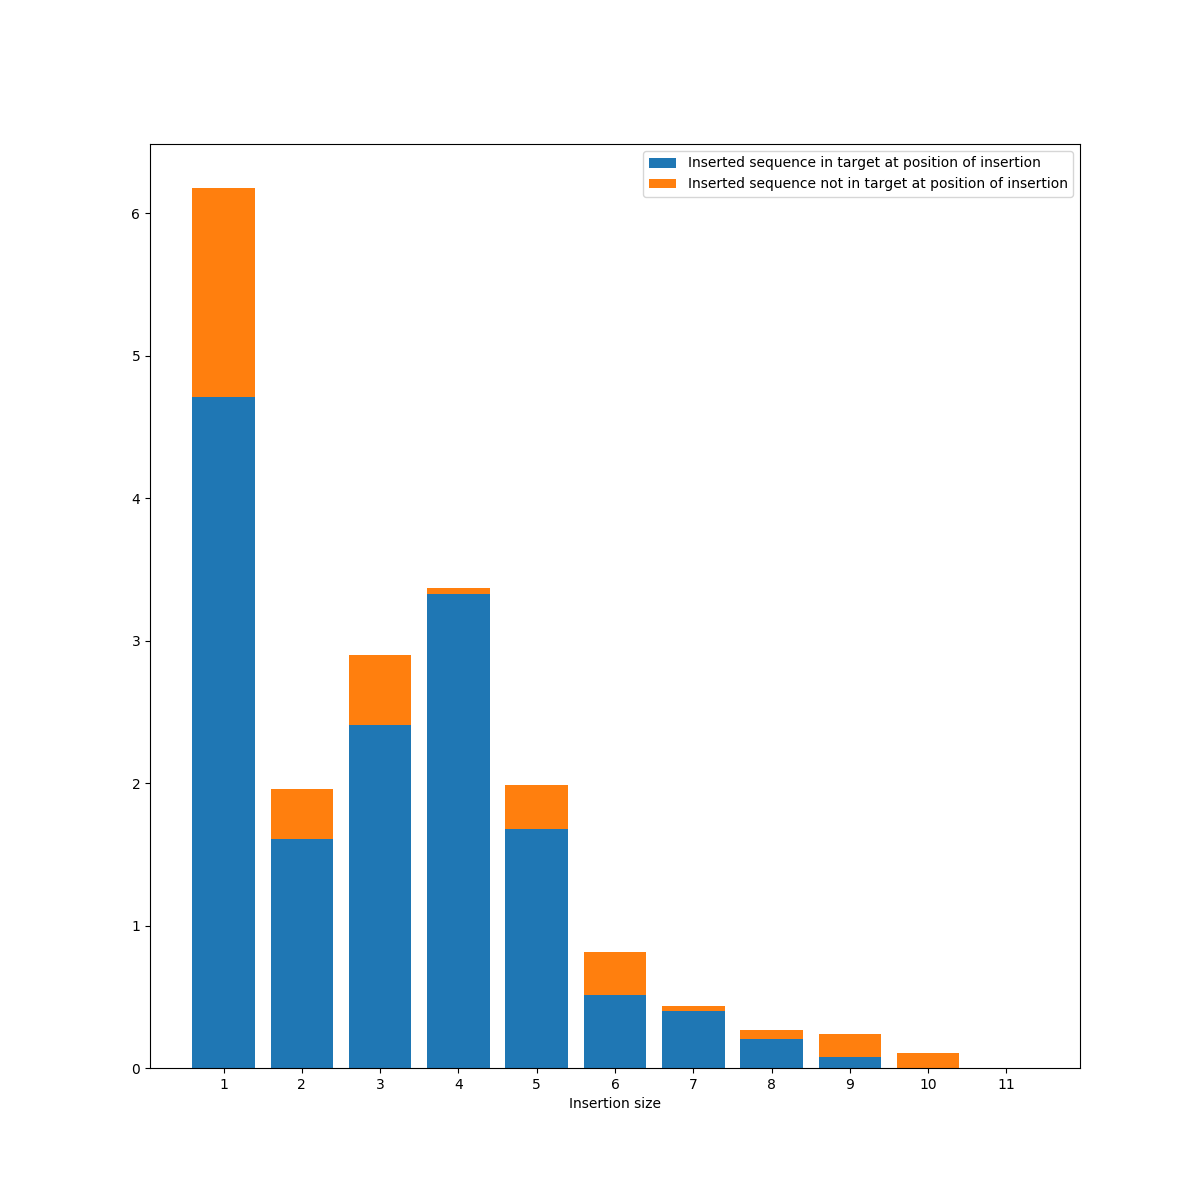 Inserted sequence in target at position of insertion
Inserted sequence not in target at position of insertion
6
5
4
3
2
1
0
1 2 3 4 5 6 7 8 9 10 11
Insertion size